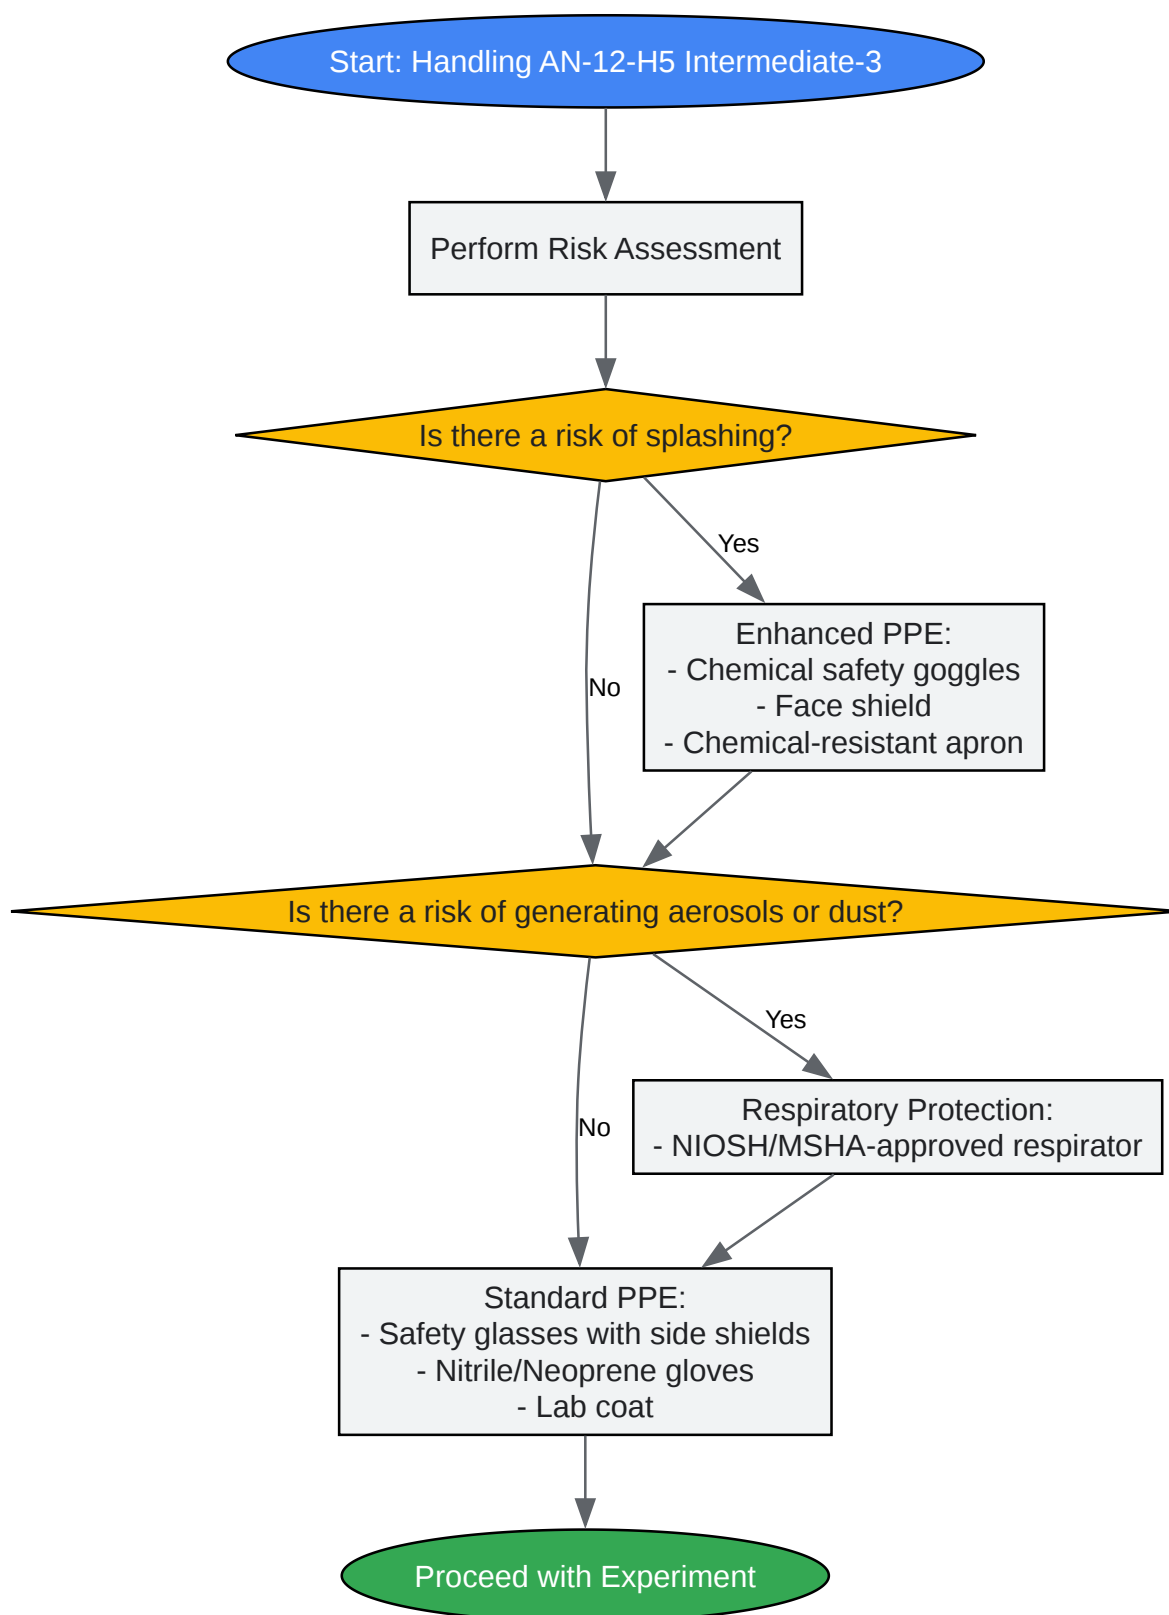 Start: Handling AN-12-H5 Intermediate-3
Perform Risk Assessment
Is there a risk of splashing?
Yes
Enhanced PPE:
- Chemical safety goggles
- Face shield
- Chemical-resistant apron
No
Is there a risk of generating aerosols or dust?
Yes
Respiratory Protection:
- NIOSH/MSHA-approved respirator
No
Standard PPE:
- Safety glasses with side shields
- Nitrile/Neoprene gloves
- Lab coat
Proceed with Experiment